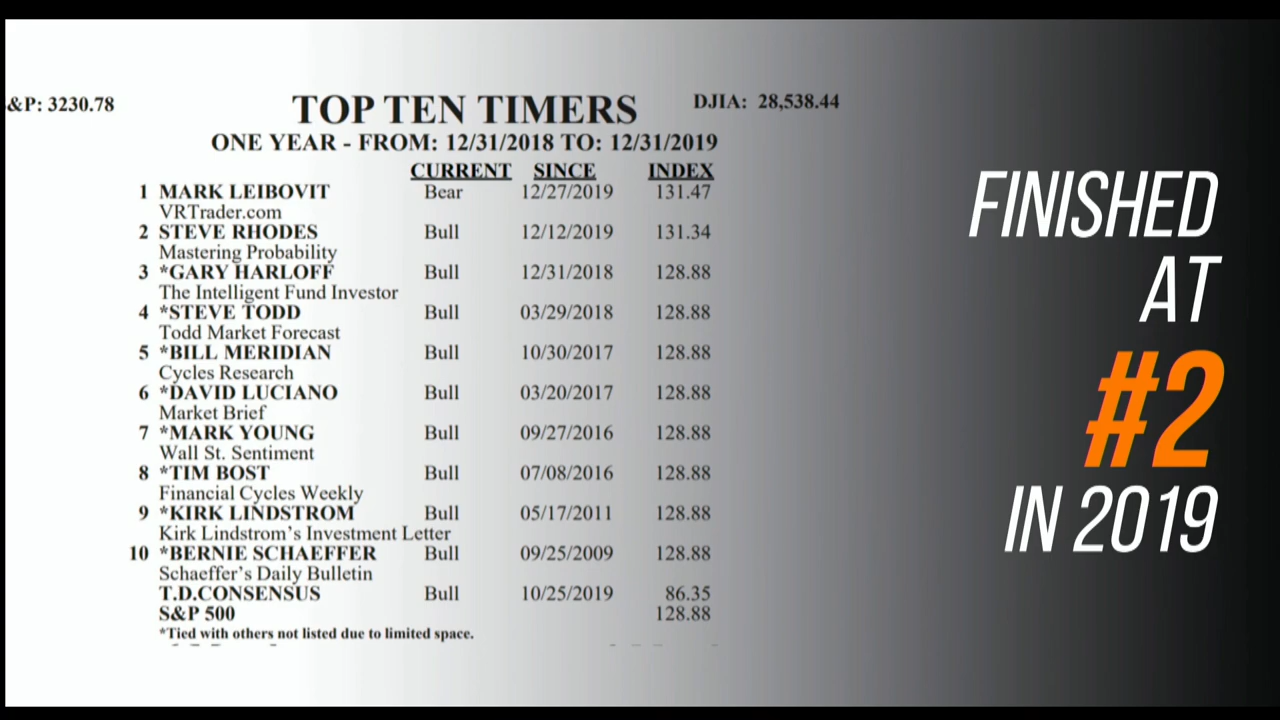 &P: 3230.78
TOP TEN TIMERS
DJIA: 28,538.44
ONE YEAR - FROM: 12/31/2018 TO: 12/31/2019
CURRENT SINCE INDEX
1 MARK LEIBOVIT Bear 12/27/2019 131.47
VRTrader.com
2 STEVE RHODES Bull 12/12/2019 131.34
Mastering Probability
3 *GARY HARLOFF Bull 12/31/2018 128.88
The Intelligent Fund Investor
4 *STEVE TODD Bull 03/29/2018 128.88
Todd Market Forecast
5 *BILL MERIDIAN Bull 10/30/2017 128.88
Cycles Research
6 *DAVID LUCIANO Bull 03/20/2017 128.88
Market Brief
7 *MARK YOUNG Bull 09/27/2016 128.88
Wall St. Sentiment
8 *TIM BOST Bull 07/08/2016 128.88
Financial Cycles Weekly
9 *KIRK LINDSTROM Bull 05/17/2011 128.88
Kirk Lindstrom's Investment Letter
10 *BERNIE SCHAEFFER Bull 09/25/2009 128.88
Schaeffer's Daily Bulletin
T.D.CONSENSUS Bull 10/25/2019 86.35
S&P 500 128.88
*Tied with others not listed due to limited space.
FINISHED
AT
#2
IN 2019